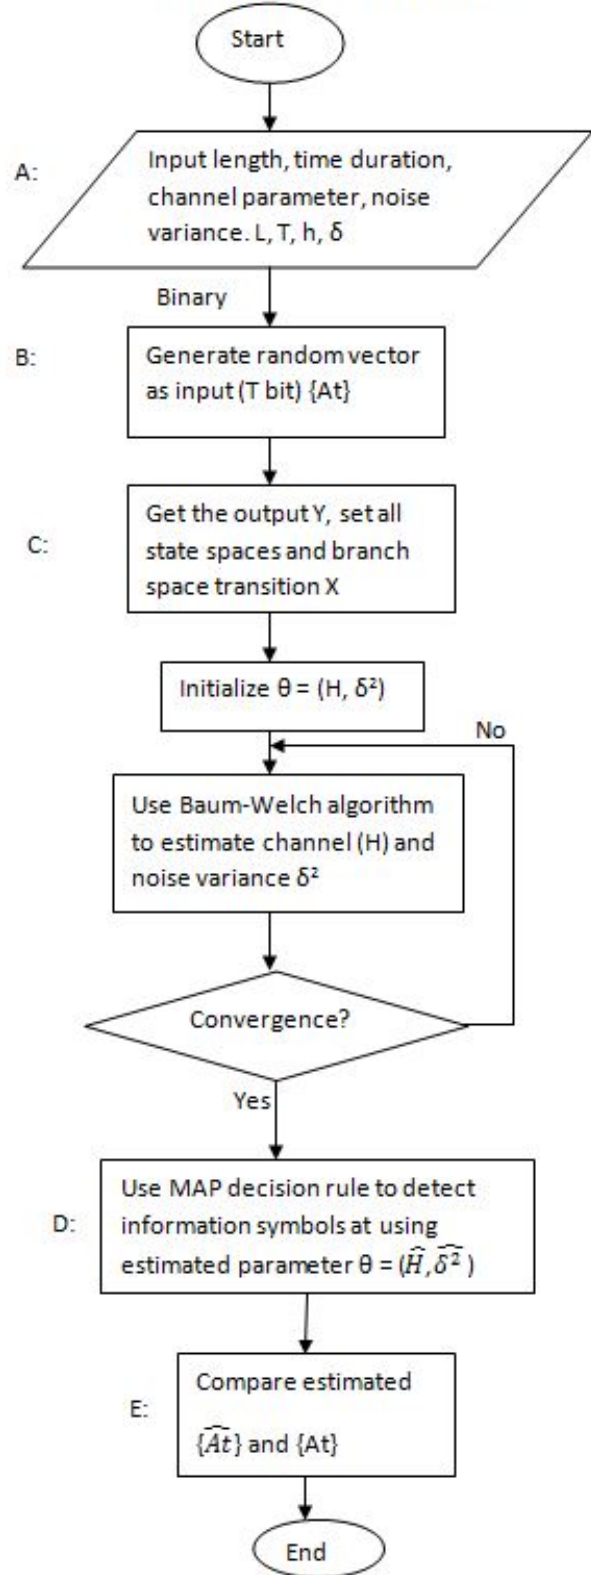 Start
A:
Input length, time duration,
channel parameter, noise
variance. L, T, h, δ
Binary
B:
Generate random vector
as input (T bit) {At}
C:
Get the output Y, set all
state spaces and branch
space transition X
Initialize θ = (H, δ²)
No
Use Baum-Welch algorithm
to estimate channel (H) and
noise variance δ²
Convergence?
Yes
D:
Use MAP decision rule to detect
information symbols at using
estimated parameter θ = (Ĥ, δ²̂ )
E:
Compare estimated
{Ât} and {At}
End